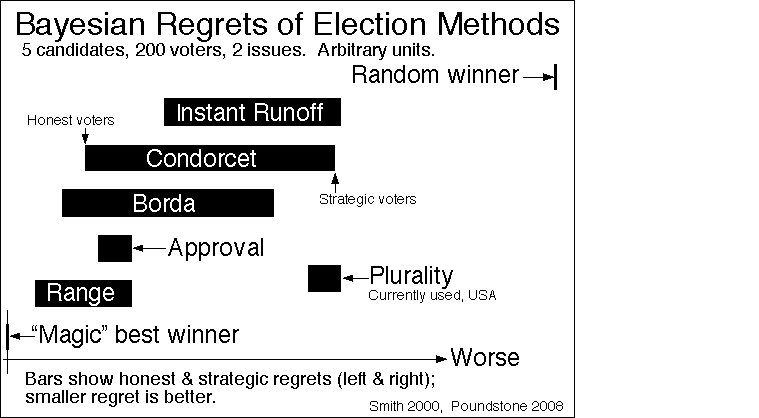 Bayesian Regrets of Election Methods
5 candidates, 200 voters, 2 issues.  Arbitrary units.
Random winner
Instant Runoff
Honest voters
Condorcet
Strategic voters
Borda
Approval
Plurality
Currently used, USA
Range
“Magic” best winner
Worse
Bars show honest & strategic regrets (left & right);
smaller regret is better.
Smith 2000,  Poundstone 2008